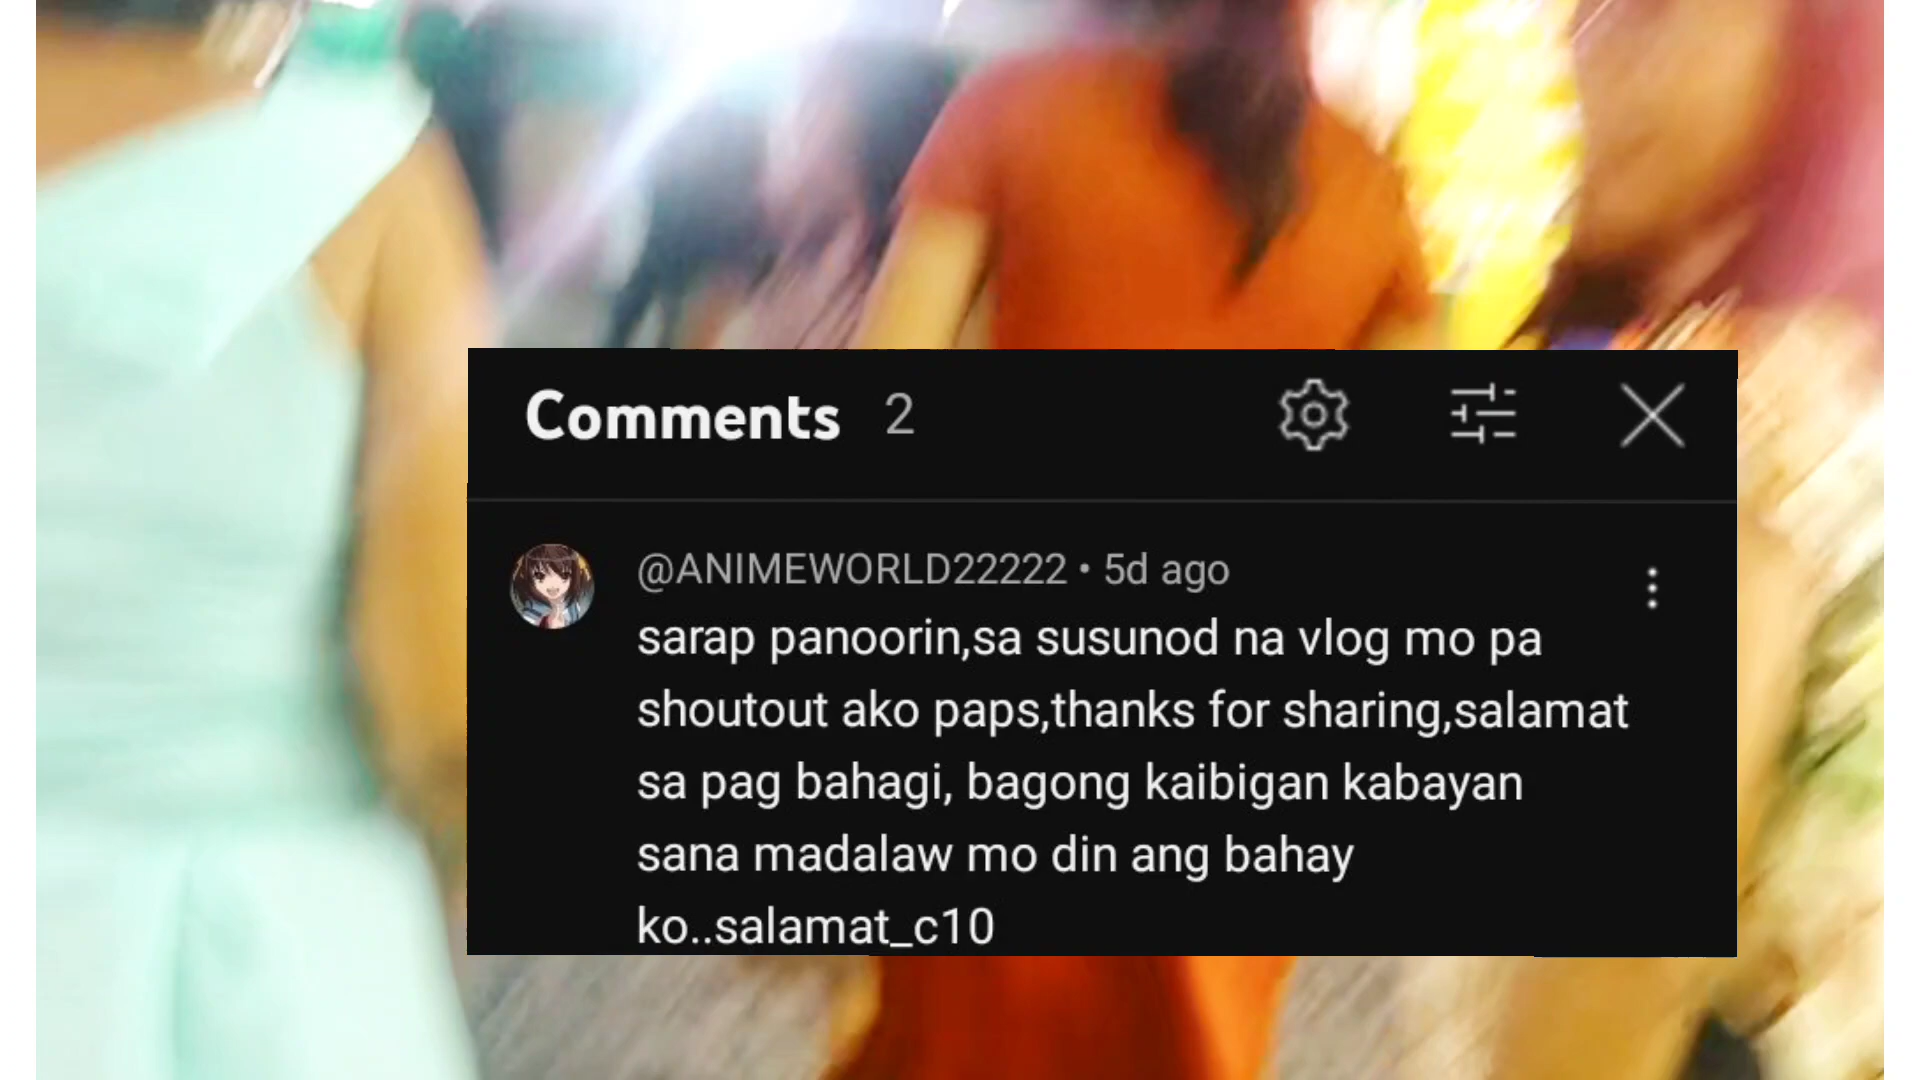 Comments 2
@ANIMEWORLD22222 • 5d ago
sarap panoorin,sa susunod na vlog mo pa
shoutout ako paps,thanks for sharing,salamat
sa pag bahagi, bagong kaibigan kabayan
sana madalaw mo din ang bahay
ko..salamat_c10